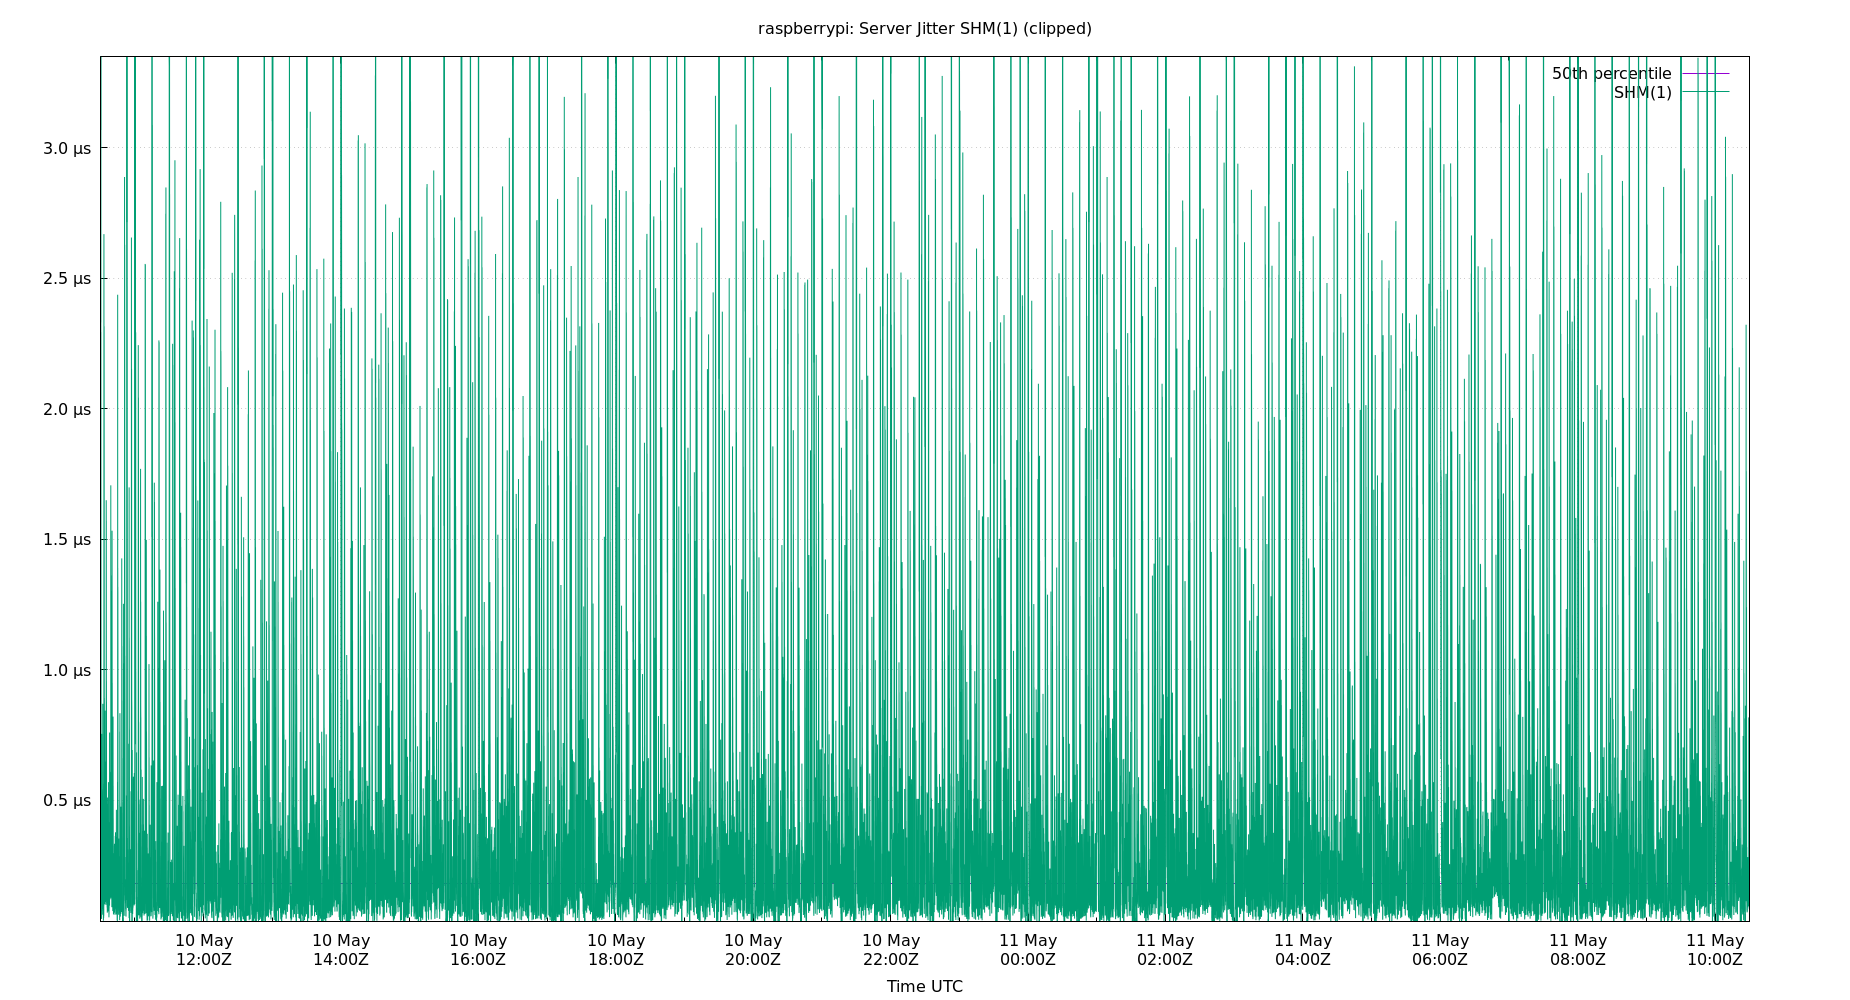 raspberrypi: Server Jitter SHM(1) (clipped)
50th percentile
SHM(1)
3.0 µs
2.5 µs
2.0 µs
1.5 µs
1.0 µs
0.5 µs
10 May 10 May 10 May 10 May 10 May 10 May 11 May 11 May 11 May 11 May 11 May 11 May
12:00Z 14:00Z 16:00Z 18:00Z 20:00Z 22:00Z 00:00Z 02:00Z 04:00Z 06:00Z 08:00Z 10:00Z
Time UTC